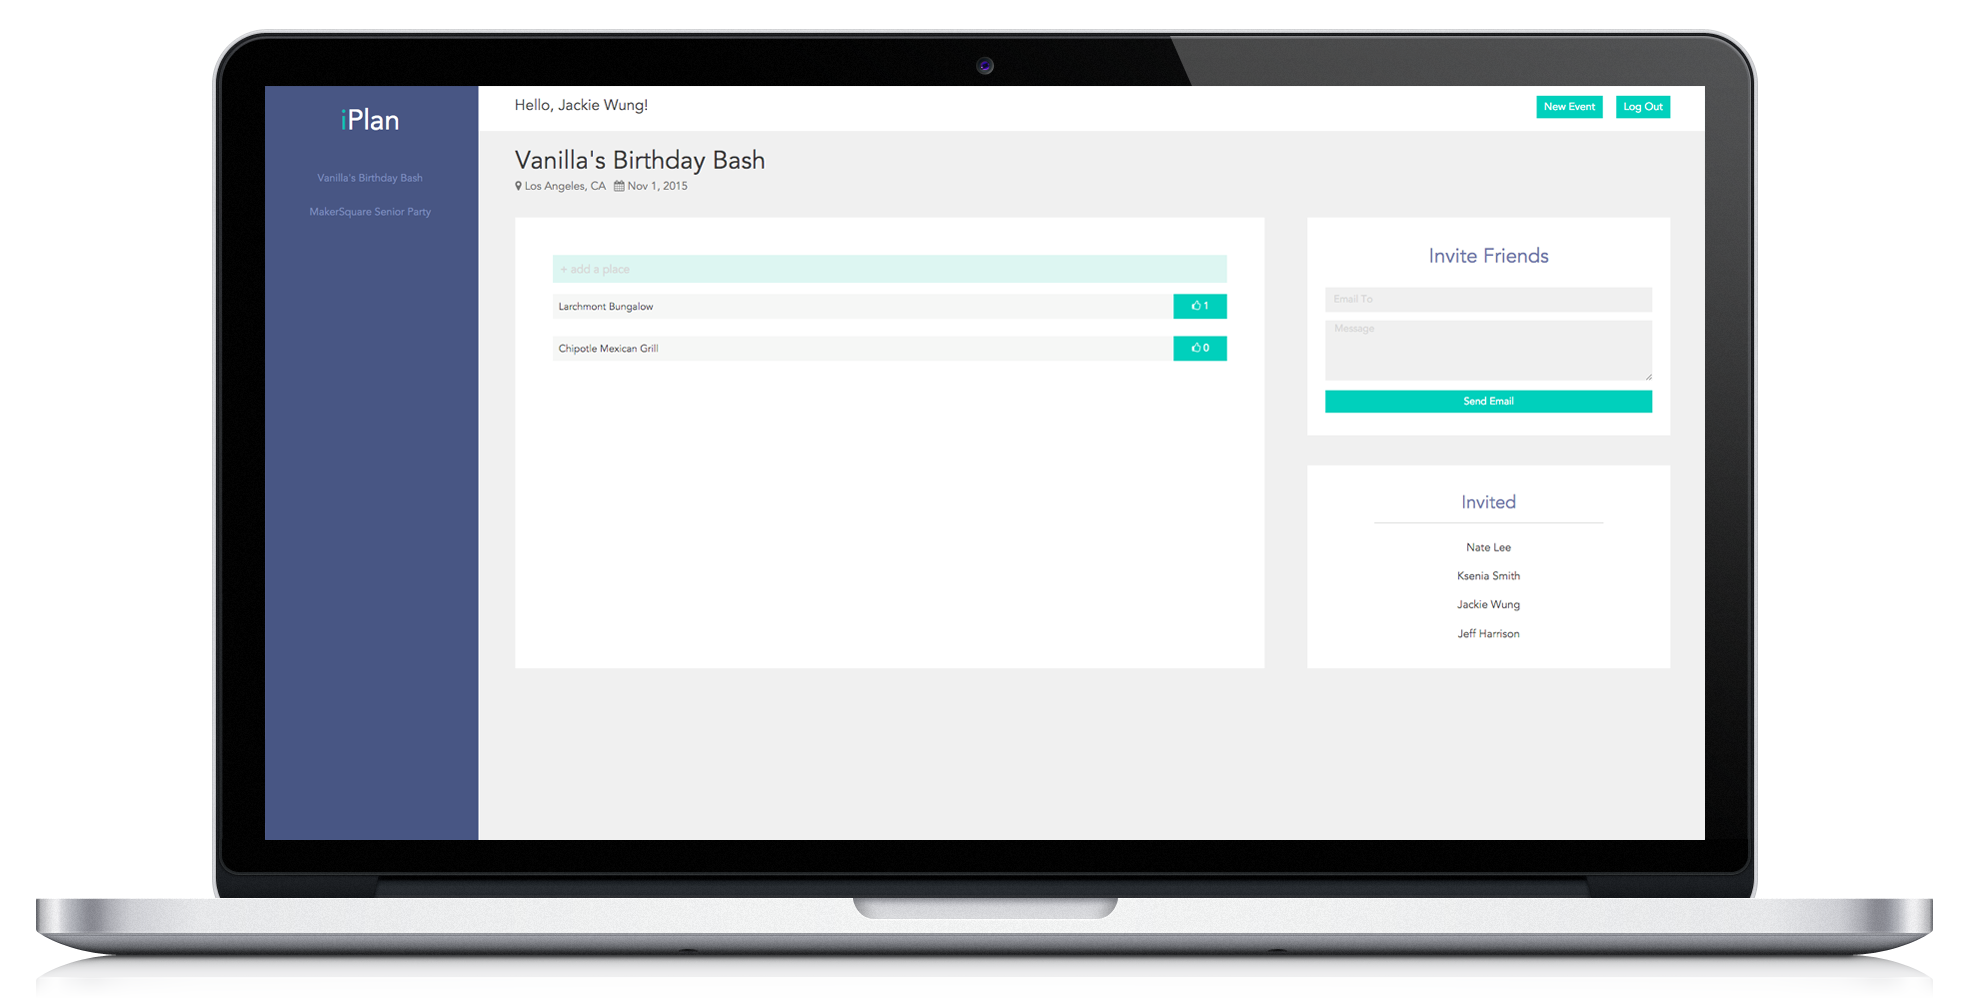 iPlan
Vanilla's Birthday Bash
MakerSquare Senior Party
Hello, Jackie Wung!
New Event
Log Out
Vanilla's Birthday Bash
Los Angeles, CA Nov 1, 2015
+ add a place
Larchmont Bungalow
1
Chipotle Mexican Grill
0
Invite Friends
Email To
Message
Send Email
Invited
Nate Lee
Ksenia Smith
Jackie Wung
Jeff Harrison